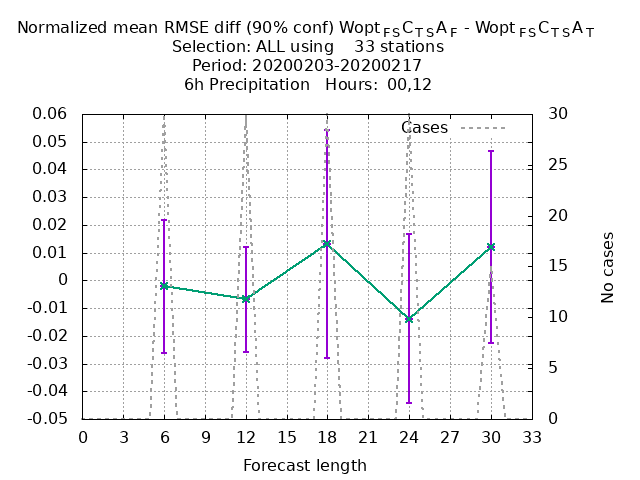 Normalized mean RMSE diff (90% conf) Wopt FS C TS A F - Wopt FS C TS A T
Selection: ALL using    33 stations
Period: 20200203-20200217
6h Precipitation   Hours:  00,12
Cases
0.06
0.05
0.04
0.03
0.02
0.01
0
-0.01
-0.02
-0.03
-0.04
-0.05
30
25
20
15
10
5
0
No cases
0 3 6 9 12 15 18 21 24 27 30 33
Forecast length